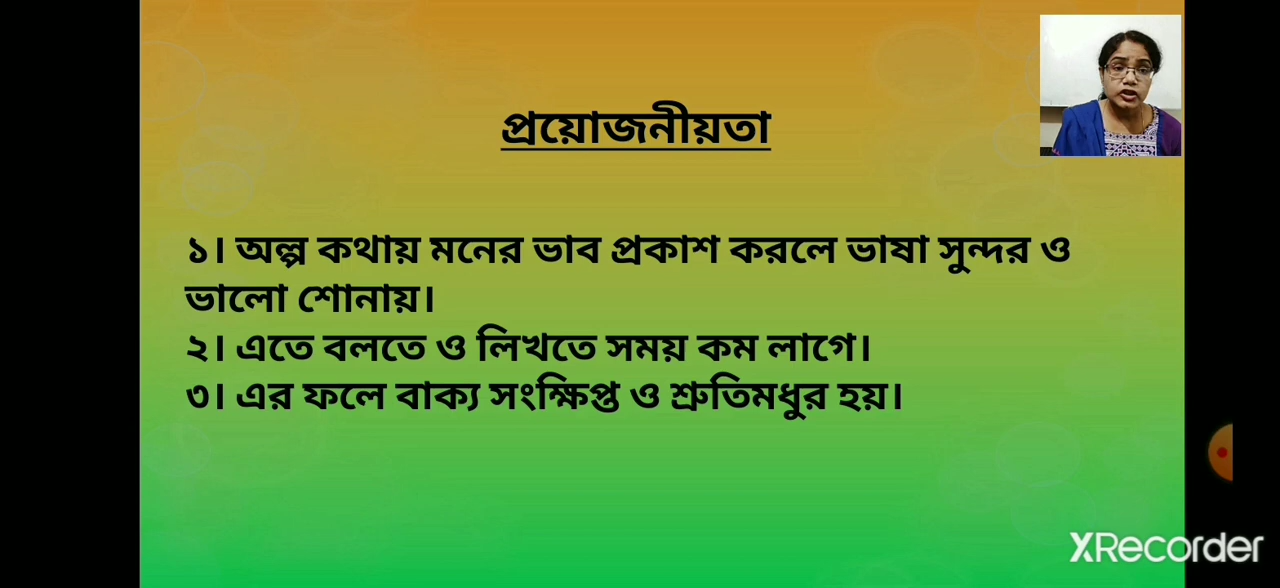 প্রয়োজনীয়তা
১। অল্প কথায় মনের ভাব প্রকাশ করলে ভাষা সুন্দর ও
ভালো শোনায়।
২। এতে বলতে ও লিখতে সময় কম লাগে।
৩। এর ফলে বাক্য সংক্ষিপ্ত ও শ্রুতিমধুর হয়।
XRecorder